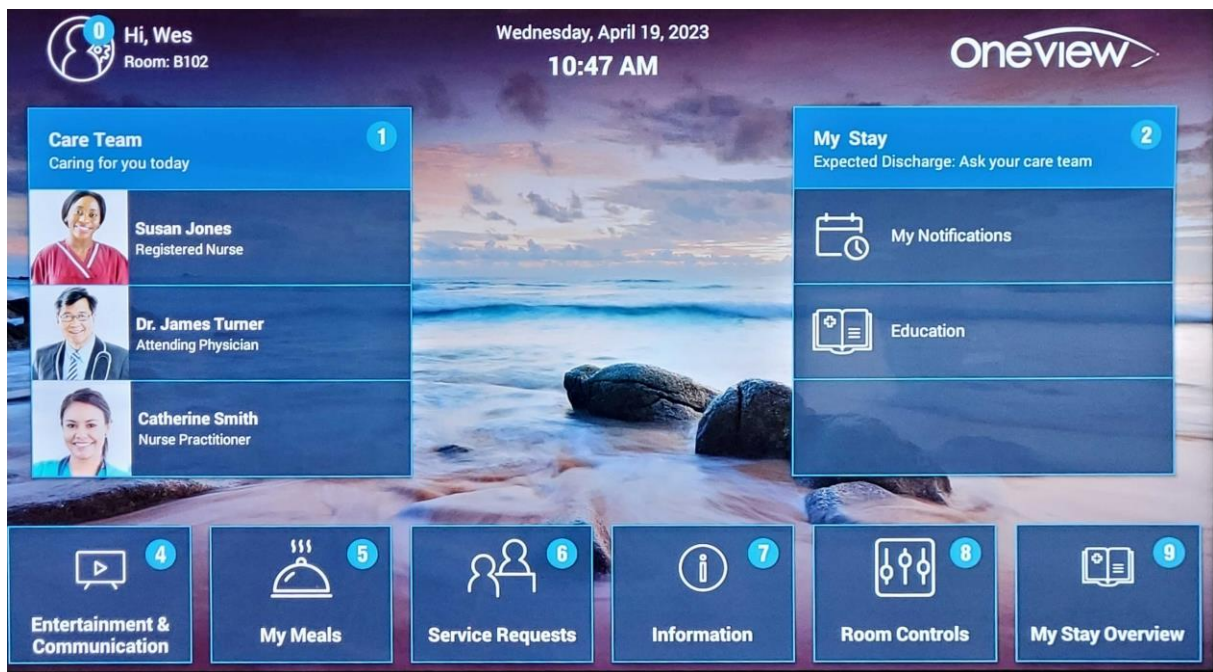 0
Hi, Wes
Room: B102
Wednesday, April 19, 2023
10:47 AM
Oneview
Care Team
1
Caring for you today
Susan Jones
Registered Nurse
Dr. James Turner
Attending Physician
Catherine Smith
Nurse Practitioner
My Stay
2
Expected Discharge: Ask your care team
My Notifications
Education
4
Entertainment &
Communication
5
My Meals
6
Service Requests
7
Information
8
Room Controls
9
My Stay Overview